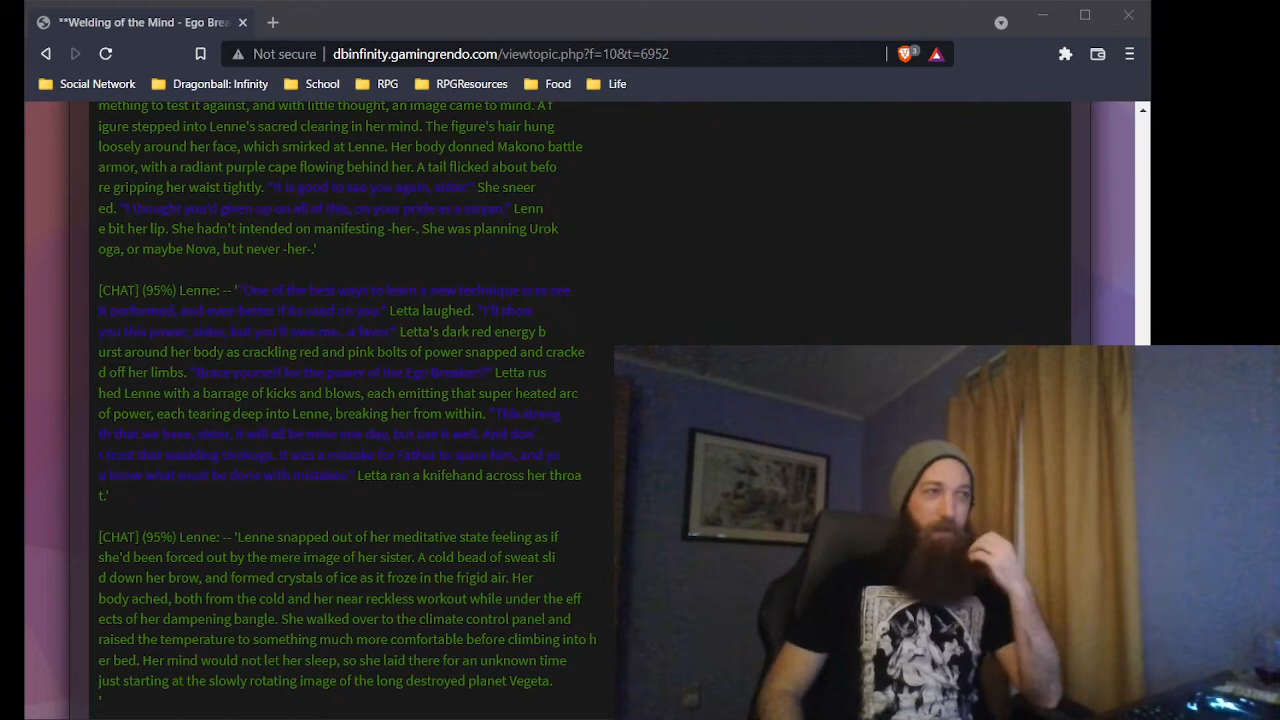 **Welding of the Mind - Ego Brea
Not secure
dbinfinity.gamingrendo.com/viewtopic.php?f=10&t=6952
3
Social Network
Dragonball: Infinity
School
RPG
RPGResources
Food
Life
mething to test it against, and with little thought, an image came to mind. A f
igure stepped into Lenne's sacred clearing in her mind. The figure's hair hung
loosely around her face, which smirked at Lenne. Her body donned Makono battle
armor, with a radiant purple cape flowing behind her. A tail flicked about befo
re gripping her waist tightly. "It is good to see you again, sister." She sneer
ed. "I thought you'd given up on all of this, on your pride as a saiyan." Lenn
e bit her lip. She hadn't intended on manifesting -her-. She was planning Urok
oga, or maybe Nova, but never -her-.'
[CHAT] (95%) Lenne: -- '"One of the best ways to learn a new technique is to see
it performed, and even better if its used on you." Letta laughed. "I'll show
you this power, sister, but you'll owe me...a favor." Letta's dark red energy b
urst around her body as crackling red and pink bolts of power snapped and cracke
d off her limbs. "Brace yourself for the power of the Ego Breaker!!" Letta rus
hed Lenne with a barrage of kicks and blows, each emitting that super heated arc
of power, each tearing deep into Lenne, breaking her from within. "This streng
th that we have, sister, it will all be mine one day, but use it well. And don'
t trust that weakling Urokoga. It was a mistake for Father to spare him, and yo
u know what must be done with mistakes." Letta ran a knifehand across her throa
t.'
[CHAT] (95%) Lenne: -- 'Lenne snapped out of her meditative state feeling as if
she'd been forced out by the mere image of her sister. A cold bead of sweat sli
d down her brow, and formed crystals of ice as it froze in the frigid air. Her
body ached, both from the cold and her near reckless workout while under the eff
ects of her dampening bangle. She walked over to the climate control panel and
raised the temperature to something much more comfortable before climbing into h
er bed. Her mind would not let her sleep, so she laid there for an unknown time
just starting at the slowly rotating image of the long destroyed planet Vegeta.
'